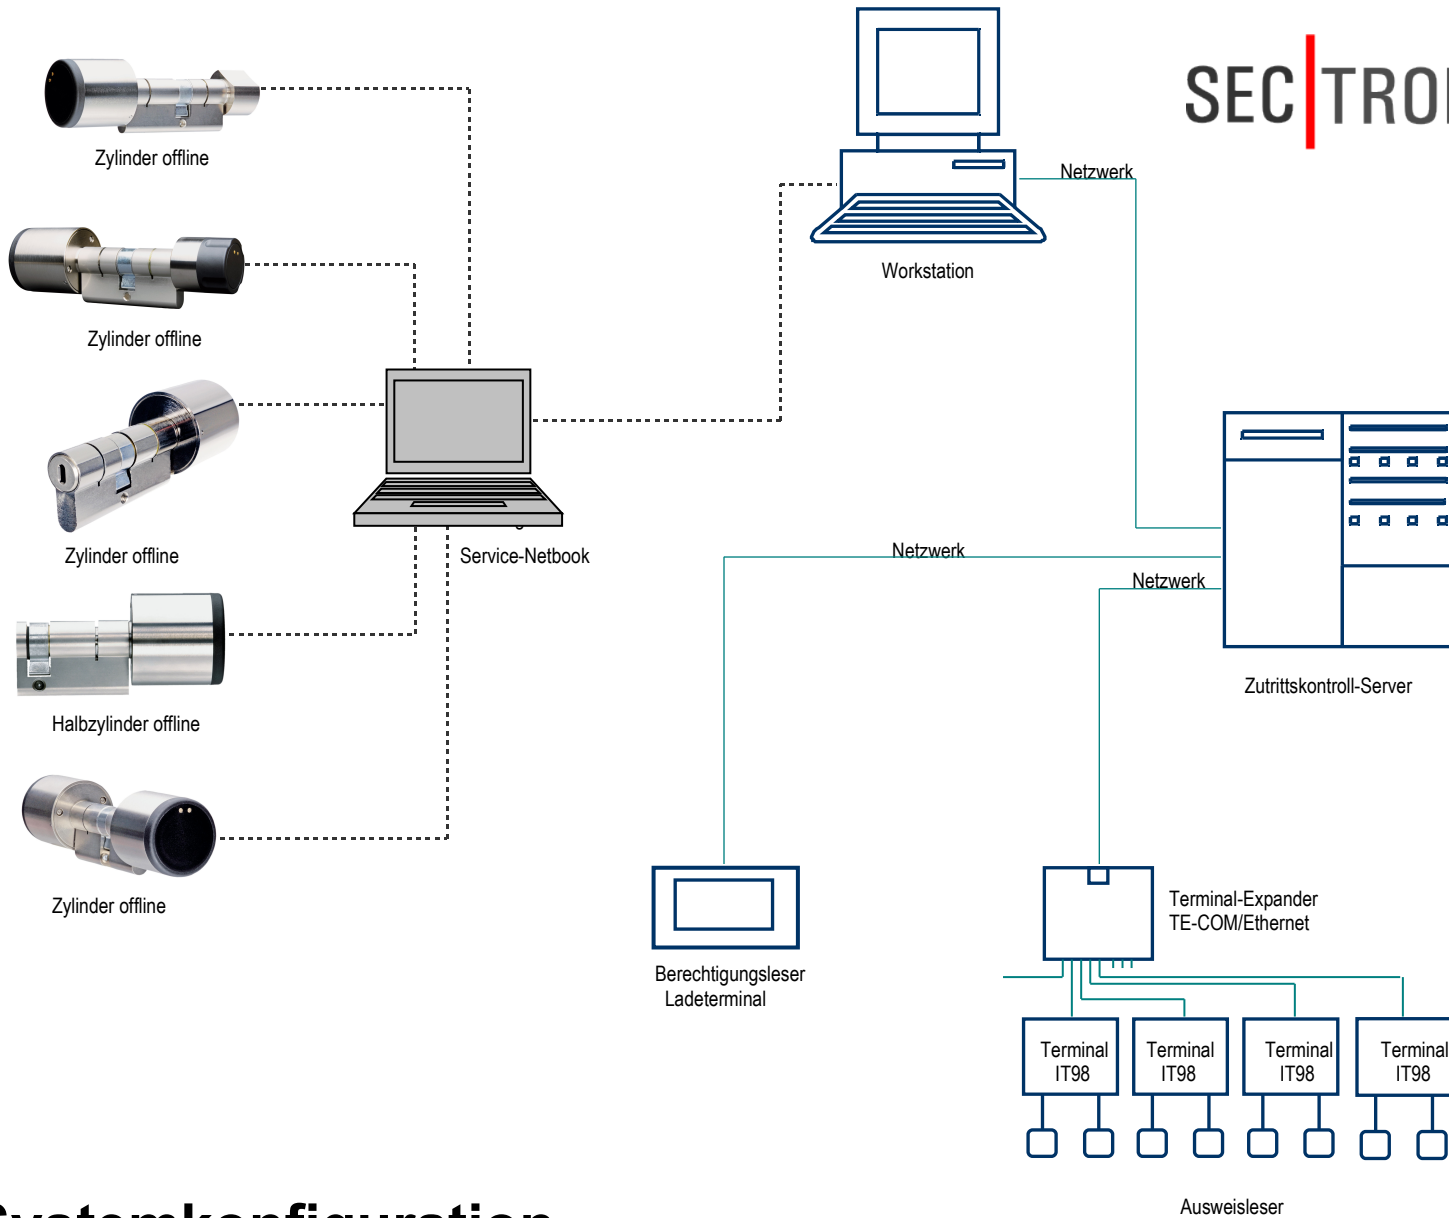 SEC|TRO
Zylinder offline
Netzwerk
Workstation
Zylinder offline
Zylinder offline
Service-Netbook
Netzwerk
Netzwerk
Zutrittskontroll-Server
Halbzylinder offline
Zylinder offline
Terminal-Expander
TE-COM/Ethernet
Berechtigungsleser
Ladeterminal
Terminal
IT98
Terminal
IT98
Terminal
IT98
Terminal
IT98
Ausweisleser
Systemkonfiguration